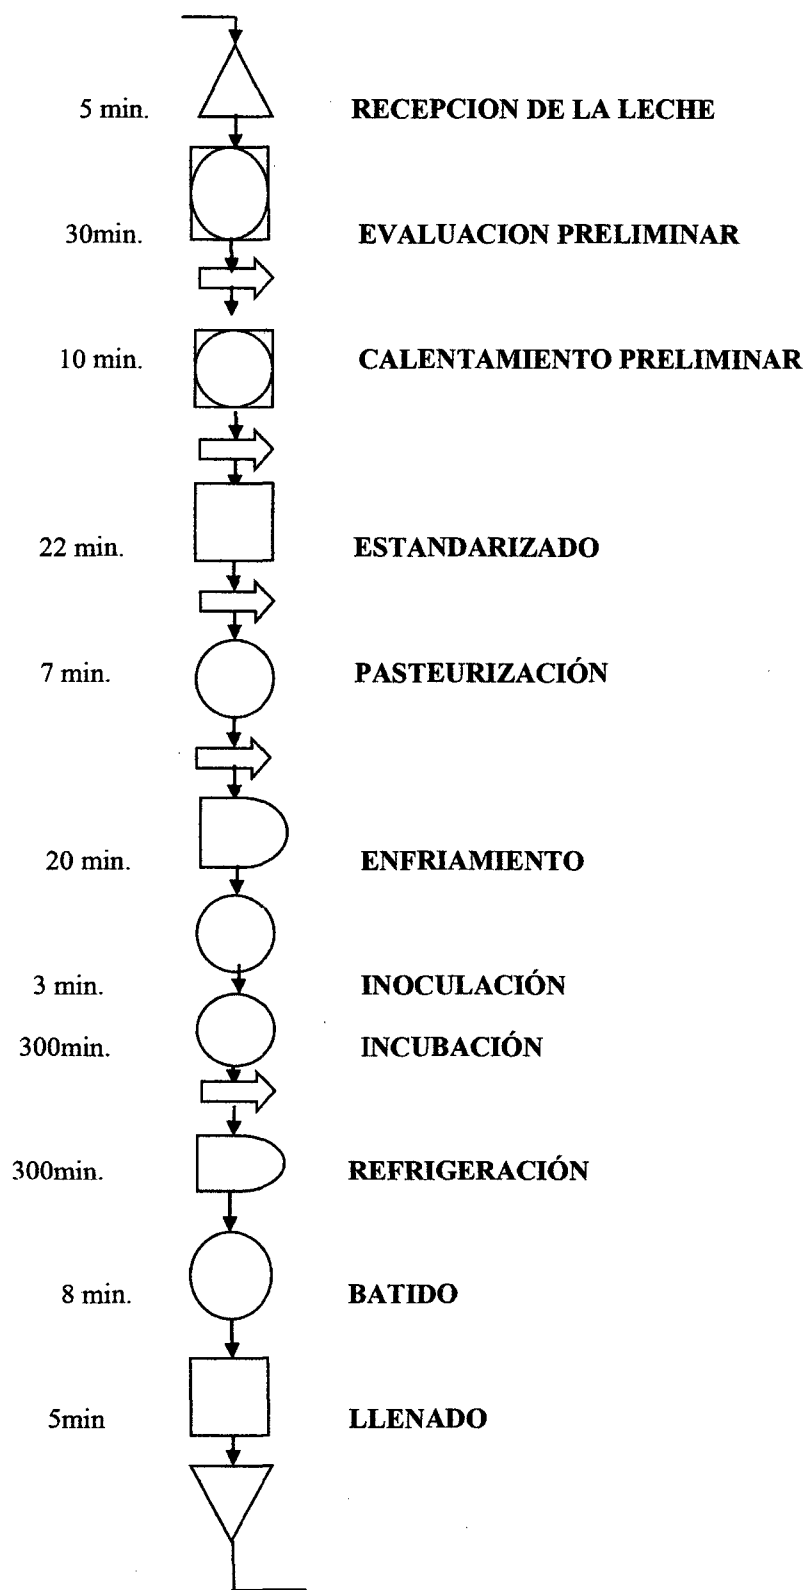 5 min. RECEPCION DE LA LECHE
30min. EVALUACION PRELIMINAR
10 min. CALENTAMIENTO PRELIMINAR
22 min. ESTANDARIZADO
7 min. PASTEURIZACIÓN
20 min. ENFRIAMIENTO
3 min. INOCULACIÓN
300min. INCUBACIÓN
300min. REFRIGERACIÓN
8 min. BATIDO
5min LLENADO